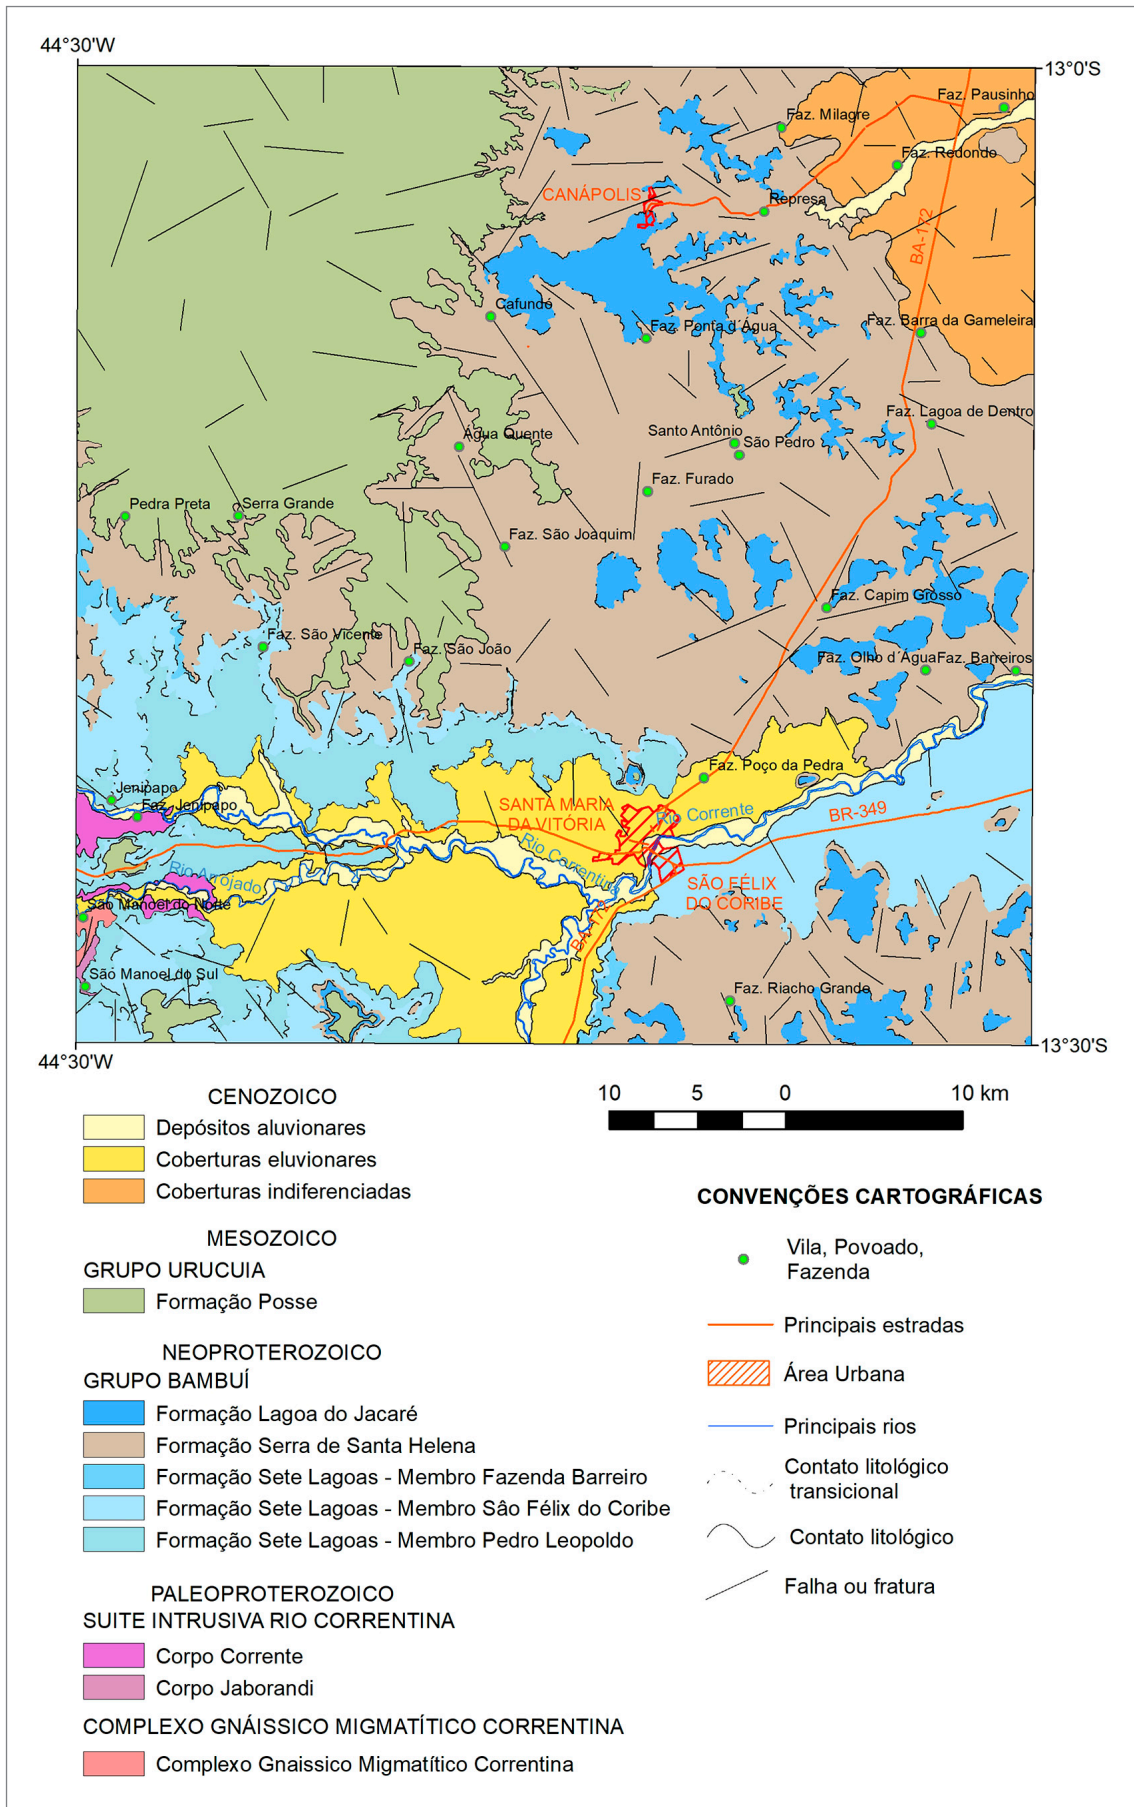 44°30'W
13°0'S
Faz. Pausinho
Faz. Milagre
Faz. Redondo
CANÁPOLIS
Represa
BA-172
Cafundó
Faz. Ponta d´Água
Faz. Barra da Gameleira
Faz. Lagoa de Dentro
Santo Antônio
São Pedro
Água Quente
Faz. Furado
Pedra Preta
Serra Grande
Faz. São Joaquim
Faz. Capim Grosso
Faz. São Vicente
Faz. São João
Faz. Olho d´Água
Faz. Barreiros
Faz. Poço da Pedra
Jenipapo
Faz. Jenipapo
SANTA MARIA
DA VITÓRIA
Rio Corrente
BR-349
Rio Correntina
Rio Arrojado
SÃO FÉLIX
DO CORIBE
São Manoel do Norte
BA-172
São Manoel do Sul
Faz. Riacho Grande
44°30'W
13°30'S
CENOZOICO
Depósitos aluvionares
Coberturas eluvionares
Coberturas indiferenciadas
MESOZOICO
GRUPO URUCUIA
Formação Posse
NEOPROTEROZOICO
GRUPO BAMBUÍ
Formação Lagoa do Jacaré
Formação Serra de Santa Helena
Formação Sete Lagoas - Membro Fazenda Barreiro
Formação Sete Lagoas - Membro Sâo Félix do Coribe
Formação Sete Lagoas - Membro Pedro Leopoldo
PALEOPROTEROZOICO
SUITE INTRUSIVA RIO CORRENTINA
Corpo Corrente
Corpo Jaborandi
COMPLEXO GNÁISSICO MIGMATÍTICO CORRENTINA
Complexo Gnaissico Migmatítico Correntina
10 5 0 10 km
CONVENÇÕES CARTOGRÁFICAS
Vila, Povoado,
Fazenda
Principais estradas
Área Urbana
Principais rios
Contato litológico
transicional
Contato litológico
Falha ou fratura